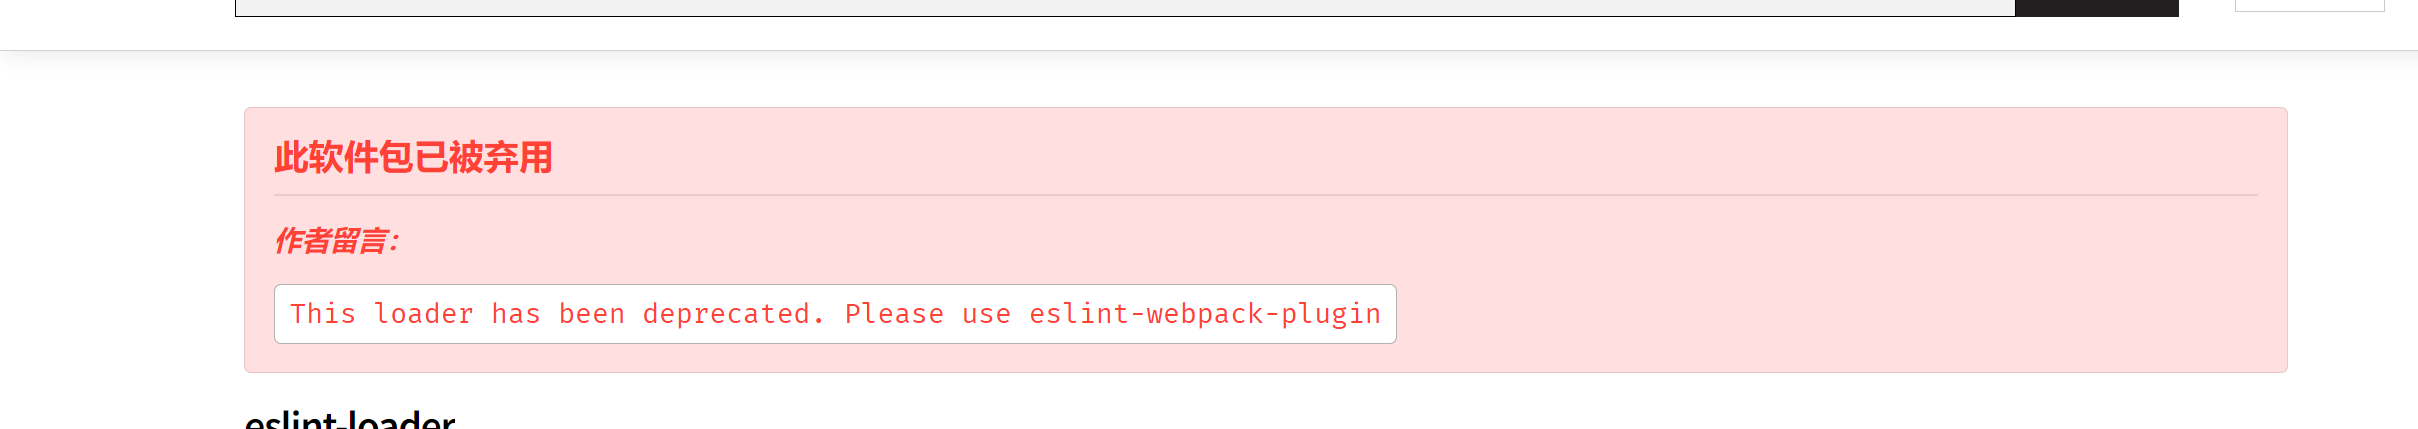 此软件包已被弃用
作者留言：
This loader has been deprecated. Please use eslint-webpack-plugin
eslint-loader